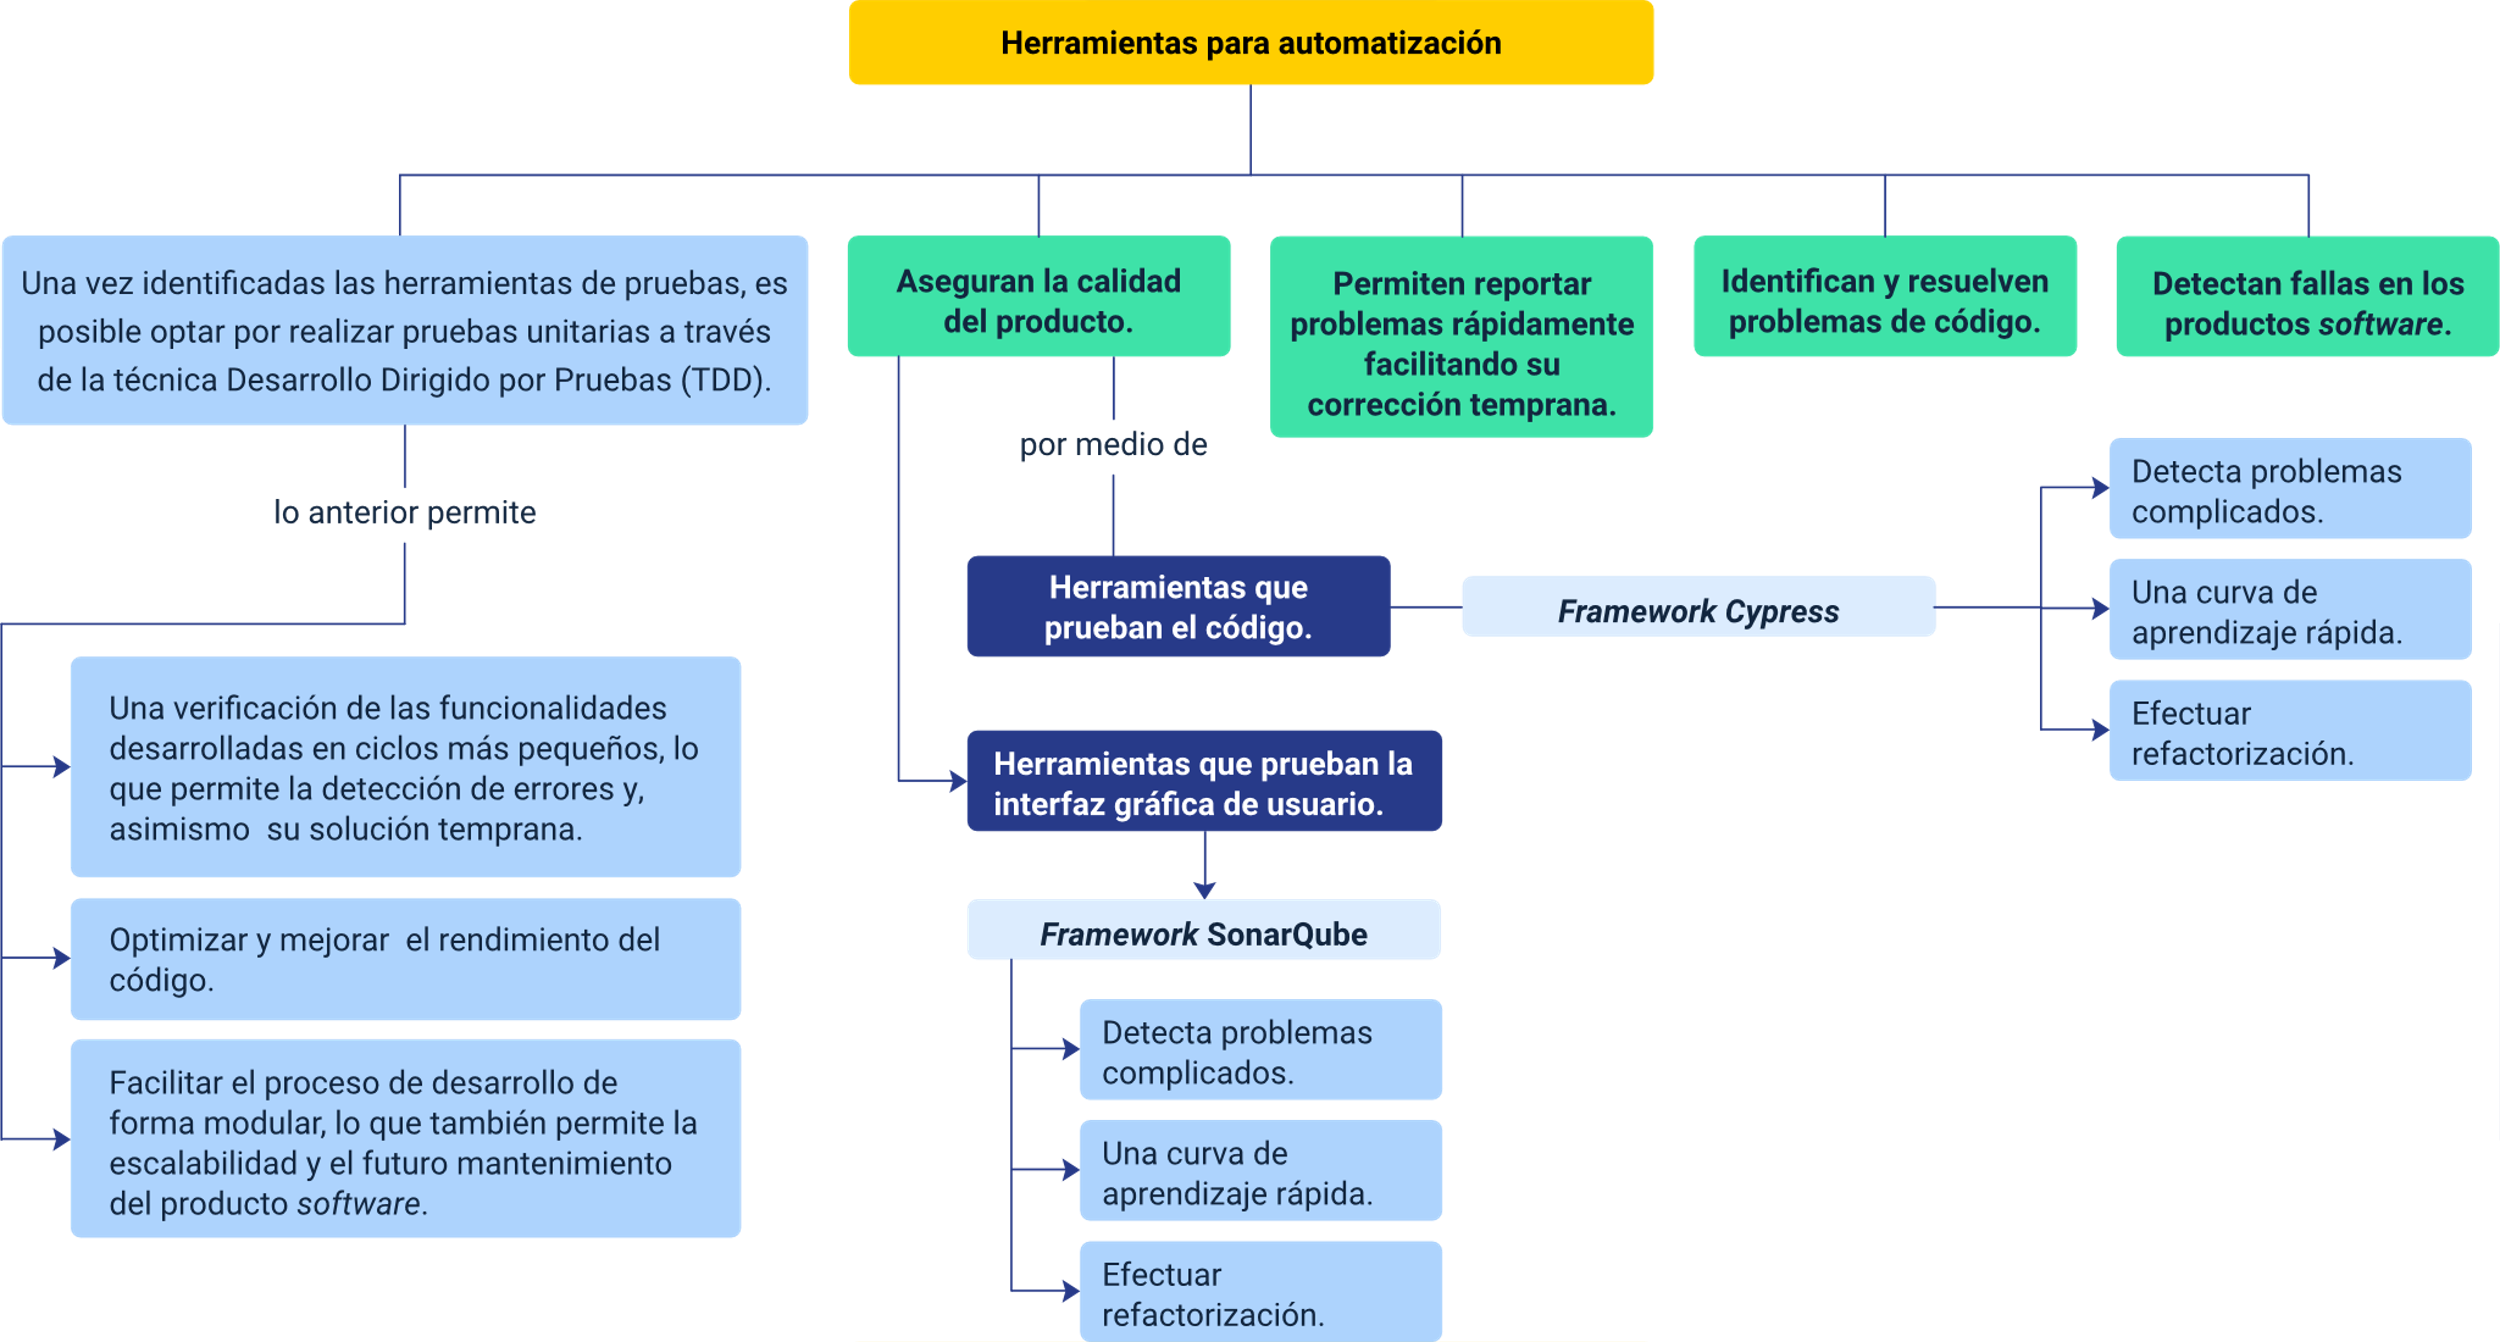 Herramientas para automatización
Una vez identificadas las herramientas de pruebas, es
posible optar por realizar pruebas unitarias a través
de la técnica Desarrollo Dirigido por Pruebas (TDD).
lo anterior permite
Una verificación de las funcionalidades
desarrolladas en ciclos más pequeños, lo
que permite la detección de errores y,
asimismo  su solución temprana.
Optimizar y mejorar  el rendimiento del
código.
Facilitar el proceso de desarrollo de
forma modular, lo que también permite la
escalabilidad y el futuro mantenimiento
del producto software.
Aseguran la calidad
del producto.
por medio de
Herramientas que
prueban el código.
Framework Cypress
Detecta problemas
complicados.
Una curva de
aprendizaje rápida.
Efectuar
refactorización.
Herramientas que prueban la
interfaz gráfica de usuario.
Framework SonarQube
Detecta problemas
complicados.
Una curva de
aprendizaje rápida.
Efectuar
refactorización.
Permiten reportar
problemas rápidamente
facilitando su
corrección temprana.
Identifican y resuelven
problemas de código.
Detectan fallas en los
productos software.